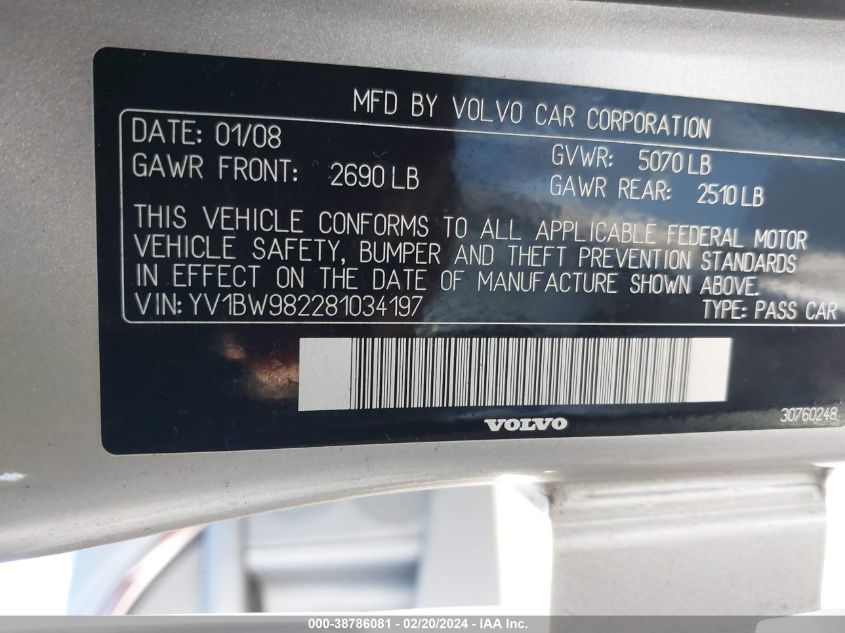 MFD BY VOLVO CAR CORPORATION
DATE: 01/08 GVWR: 5070 LB
GAWR FRONT: 2690 LB GAWR REAR: 2510 LB
THIS VEHICLE CONFORMS TO ALL APPLICABLE FEDERAL MOTOR
VEHICLE SAFETY, BUMPER AND THEFT PREVENTION STANDARDS
IN EFFECT ON THE DATE OF MANUFACTURE SHOWN ABOVE.
VIN: YV1BW982281034197 TYPE: PASS CAR
VOLVO
30760248
000-38786081 — 02/20/2024 — IAA Inc.